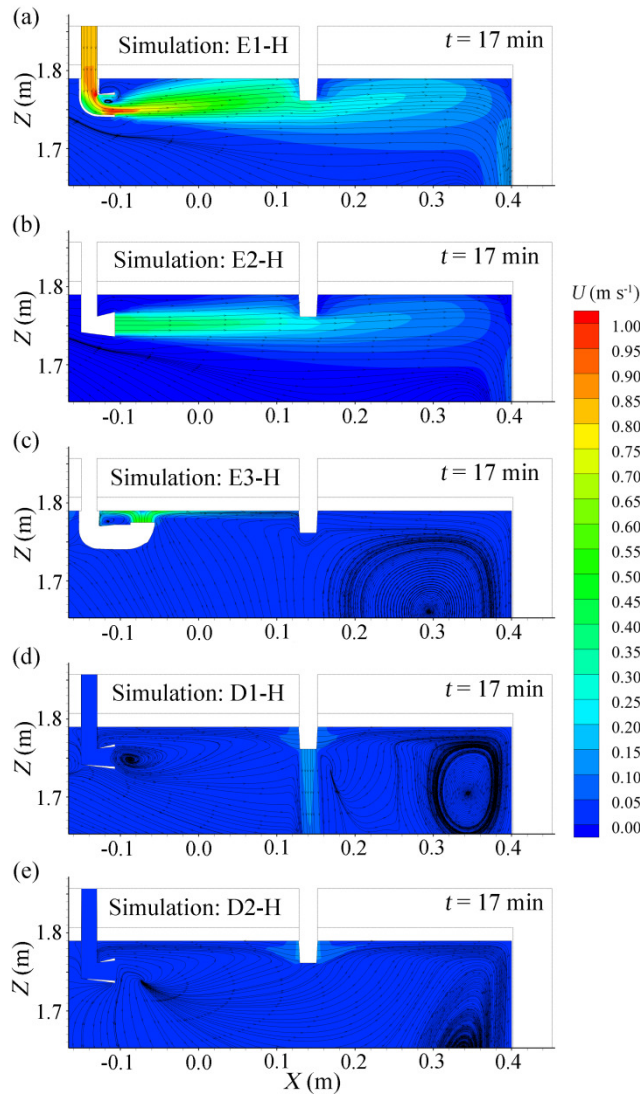 (a)
Simulation: E1-H
t = 17 min
1.8
1.7
Z (m)
-0.1 0.0 0.1 0.2 0.3 0.4
(b)
Simulation: E2-H
t = 17 min
1.8
1.7
Z (m)
-0.1 0.0 0.1 0.2 0.3 0.4
(c)
Simulation: E3-H
t = 17 min
1.8
1.7
Z (m)
-0.1 0.0 0.1 0.2 0.3 0.4
(d)
Simulation: D1-H
t = 17 min
1.8
1.7
Z (m)
-0.1 0.0 0.1 0.2 0.3 0.4
(e)
Simulation: D2-H
t = 17 min
1.8
1.7
Z (m)
-0.1 0.0 0.1 0.2 0.3 0.4
X (m)
U (m s⁻¹)
1.00
0.95
0.90
0.85
0.80
0.75
0.70
0.65
0.60
0.55
0.50
0.45
0.40
0.35
0.30
0.25
0.20
0.15
0.10
0.05
0.00